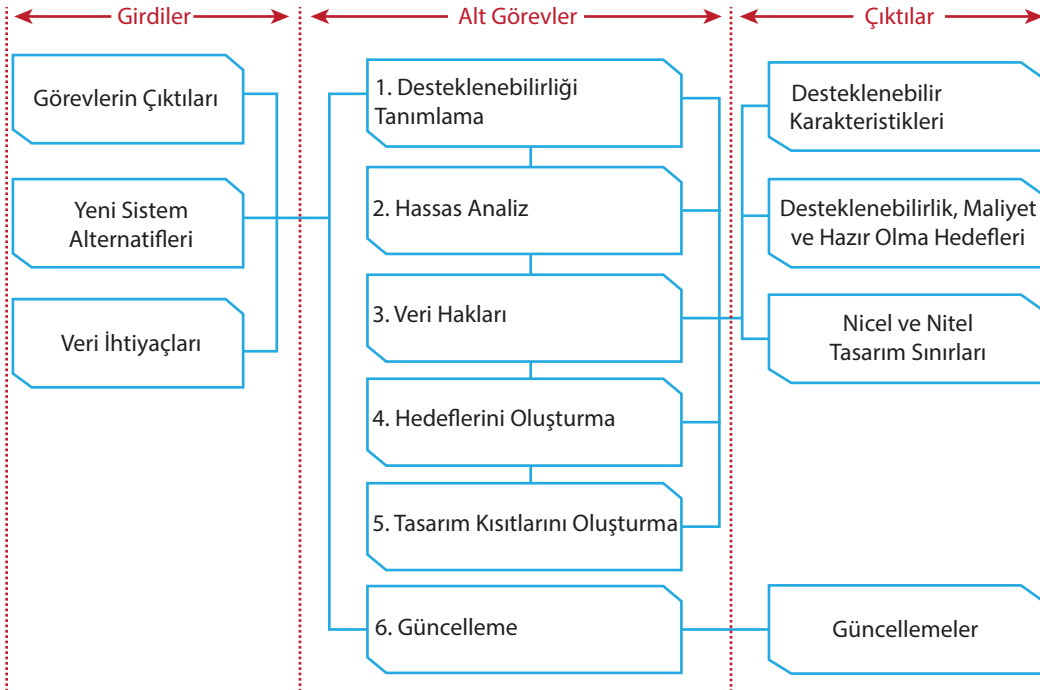 Girdiler
Alt Görevler
Çıktılar
Görevlerin Çıktıları
Yeni Sistem
Alternatifleri
Veri İhtiyaçları
1. Desteklenebilirliği
Tanımlama
2. Hassas Analiz
3. Veri Hakları
4. Hedeflerini Oluşturma
5. Tasarım Kısıtlarını Oluşturma
6. Güncelleme
Desteklenebilir
Karakteristikleri
Desteklenebilirlik, Maliyet
ve Hazır Olma Hedefleri
Nicel ve Nitel
Tasarım Sınırları
Güncellemeler